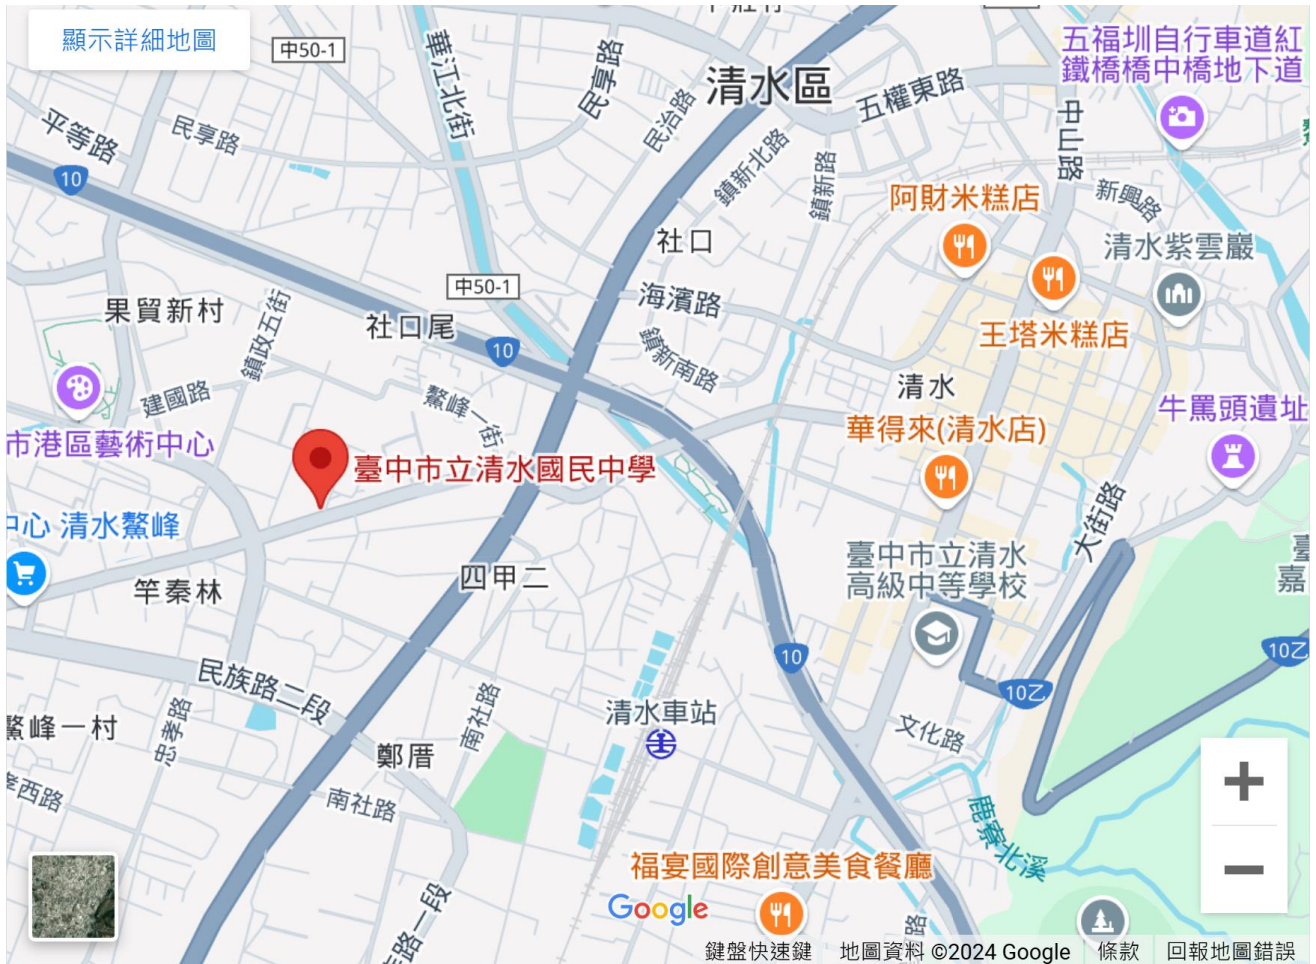 顯示詳細地圖
中50-1
華江北街
民享路
民治路
清水區
五權東路
五福圳自行車道紅
鐵橋橋中橋地下道
中山路
平等路
民享路
10
鎮新北路
鎮新路
新興路
阿財米糕店
社口
清水紫雲巖
中50-1
海濱路
果貿新村
鎮政五街
社口尾
10
鎮新南路
王塔米糕店
建國路
鰲峰一街
清水
牛罵頭遺址
市港區藝術中心
華得來(清水店)
臺中市立清水國民中學
中心 清水鰲峰
大街路
臺中市立清水
高級中等學校
臺
嘉
竿秦林
四甲二
10
10乙
10乙
民族路二段
忠孝路
南社路
清水車站
文化路
鰲峰一村
鄭厝
孝西路
南社路
鹿寮北溪
福宴國際創意美食餐廳
Google
路一段
路
鍵盤快速鍵
地圖資料 ©2024 Google
條款
回報地圖錯誤